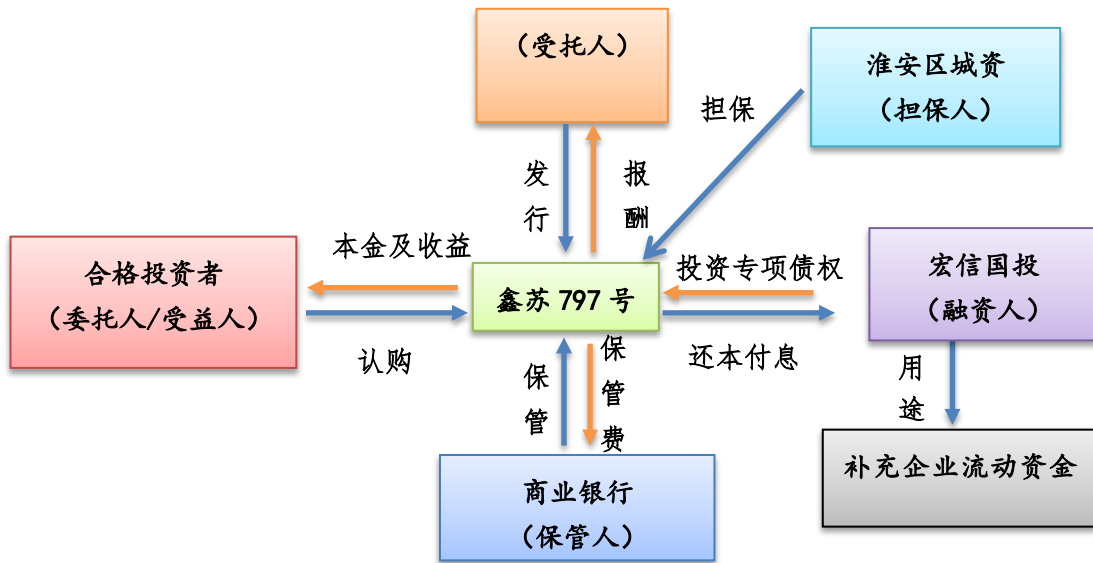 （受托人）
淮安区城资
（担保人）
担保
发行
报酬
本金及收益
合格投资者
（委托人/受益人）
认购
鑫苏 797 号
投资专项债权
还本付息
宏信国投
（融资人）
用途
补充企业流动资金
保管
保管费
商业银行
（保管人）